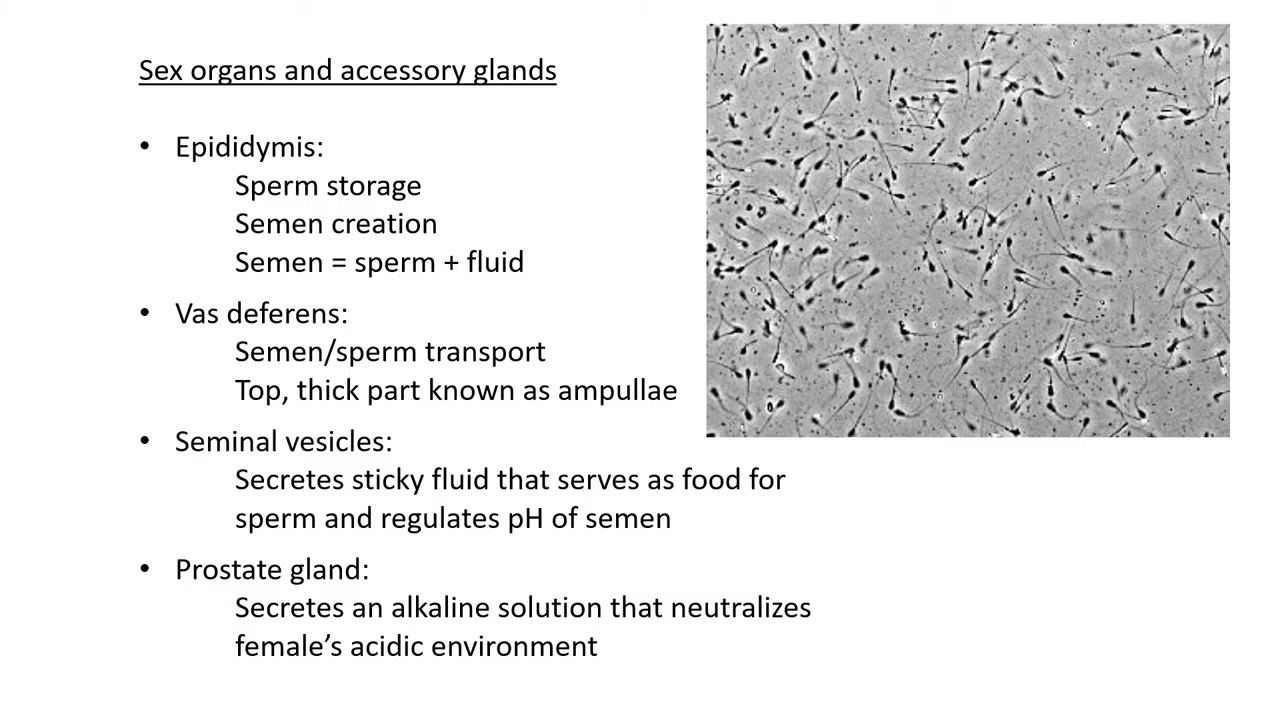 Sex organs and accessory glands
• Epididymis:
Sperm storage
Semen creation
Semen = sperm + fluid
• Vas deferens:
Semen/sperm transport
Top, thick part known as ampullae
• Seminal vesicles:
Secretes sticky fluid that serves as food for
sperm and regulates pH of semen
• Prostate gland:
Secretes an alkaline solution that neutralizes
female’s acidic environment